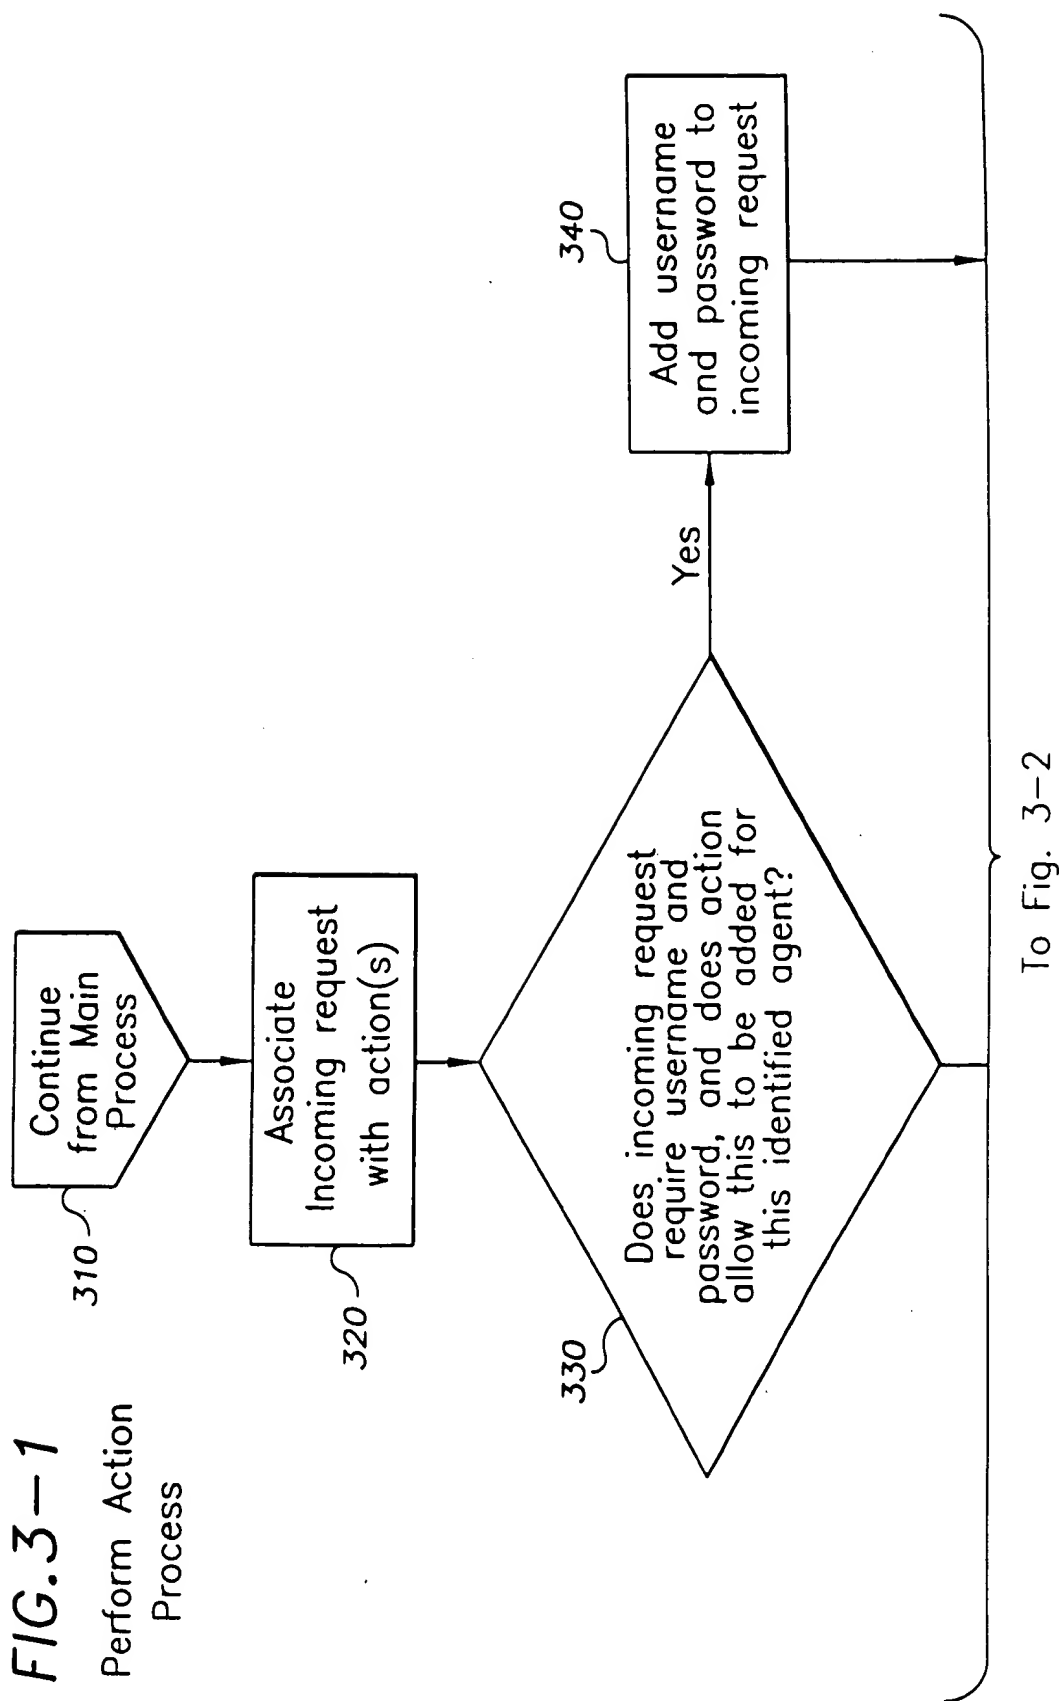 FIG.3-1
Perform Action
Process
310
Continue
from Main
Process
320
Associate
Incoming request
with action(s)
330
Does incoming request
require username and
password, and does action
allow this to be added for
this identified agent?
Yes
340
Add username
and password to
incoming request
To Fig. 3-2